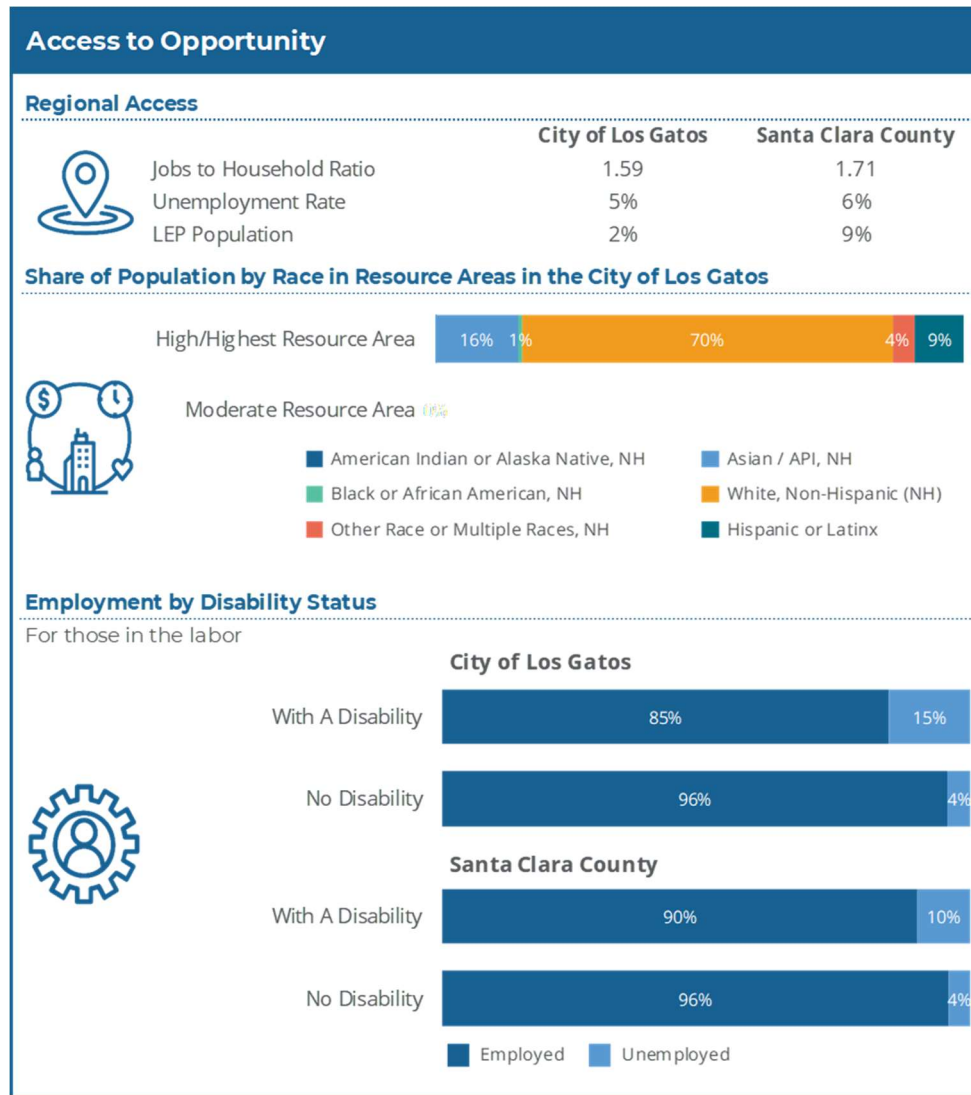 Access to Opportunity
Regional Access
City of Los Gatos Santa Clara County
Jobs to Household Ratio 1.59 1.71
Unemployment Rate 5% 6%
LEP Population 2% 9%
Share of Population by Race in Resource Areas in the City of Los Gatos
High/Highest Resource Area 16% 1% 70% 4% 9%
$
Moderate Resource Area
American Indian or Alaska Native, NH Asian / API, NH
Black or African American, NH White, Non-Hispanic (NH)
Other Race or Multiple Races, NH Hispanic or Latinx
Employment by Disability Status
For those in the labor
City of Los Gatos
With A Disability 85% 15%
No Disability 96% 4%
Santa Clara County
With A Disability 90% 10%
No Disability 96% 4%
Employed Unemployed